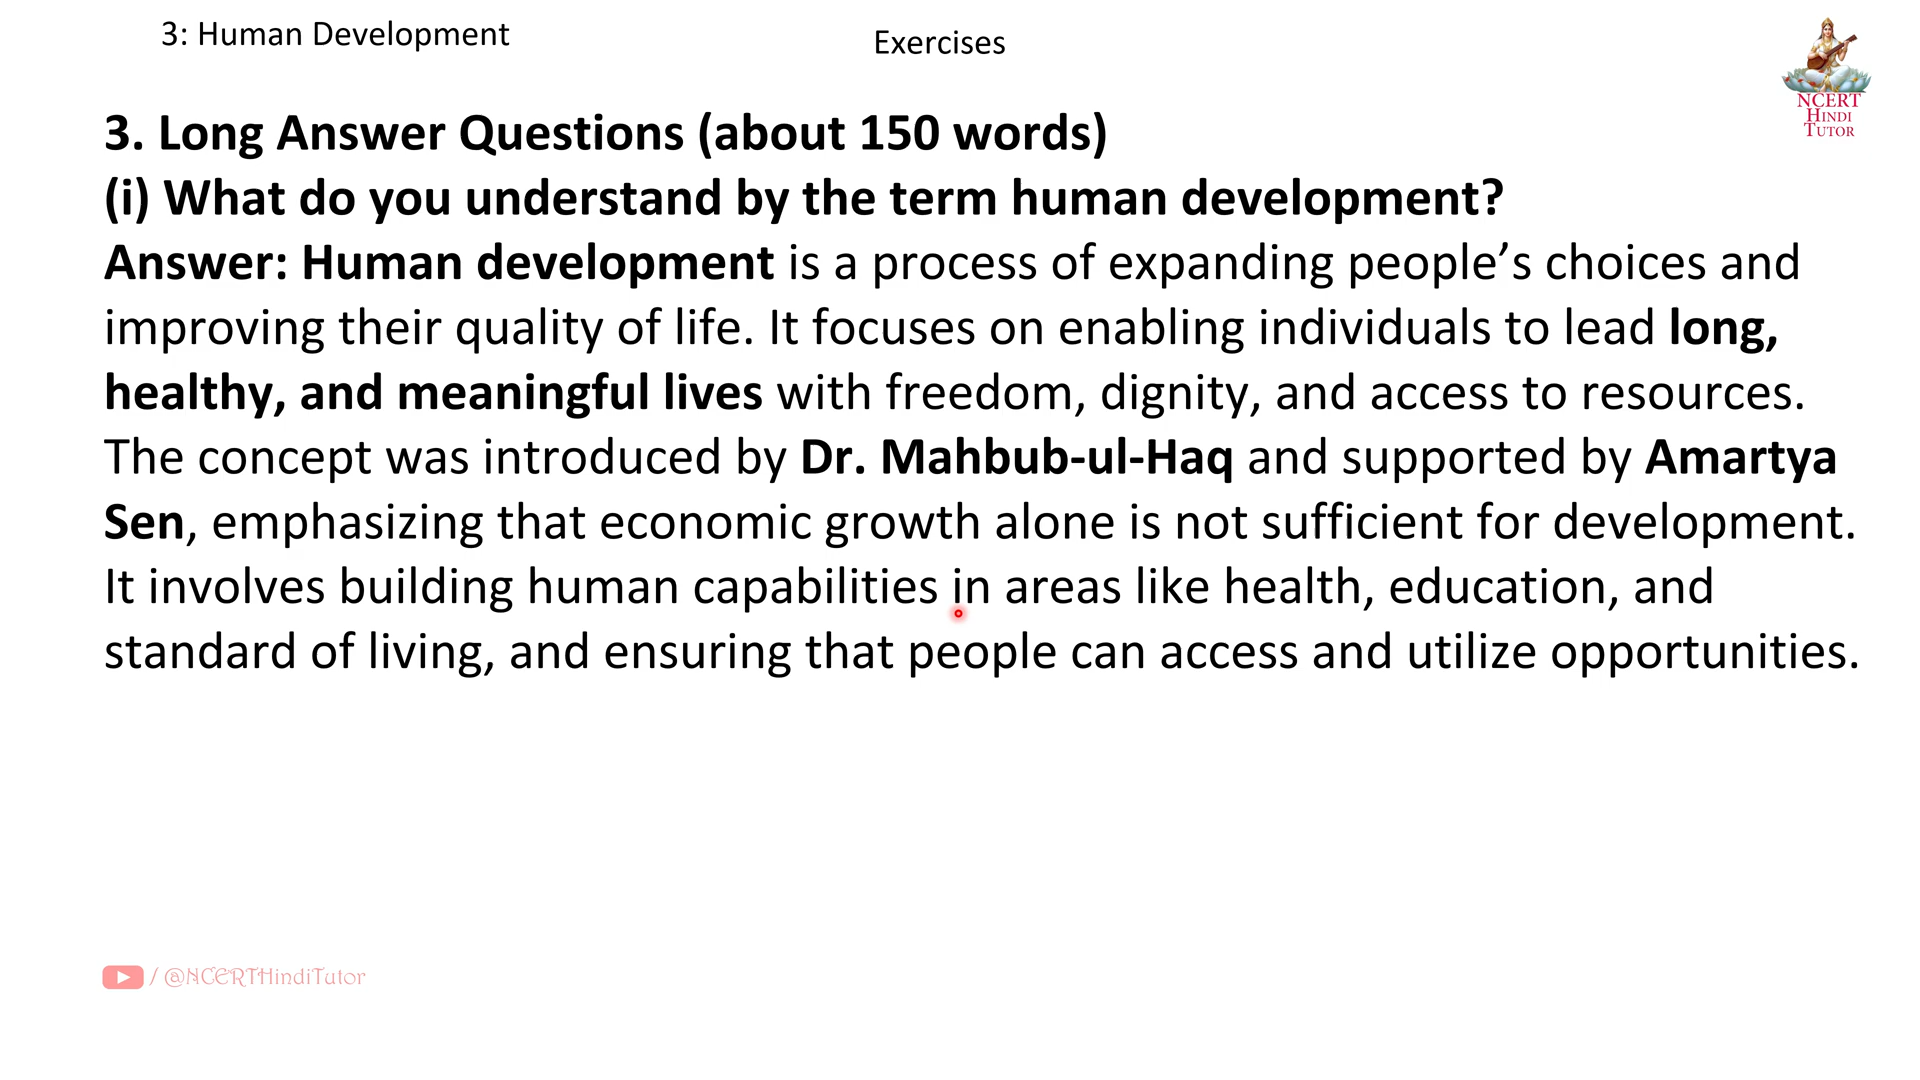 3: Human Development
Exercises
NCERT
HINDI
TUTOR
3. Long Answer Questions (about 150 words)
(i) What do you understand by the term human development?
Answer: Human development is a process of expanding people’s choices and
improving their quality of life. It focuses on enabling individuals to lead long,
healthy, and meaningful lives with freedom, dignity, and access to resources.
The concept was introduced by Dr. Mahbub-ul-Haq and supported by Amartya
Sen, emphasizing that economic growth alone is not sufficient for development.
It involves building human capabilities in areas like health, education, and
standard of living, and ensuring that people can access and utilize opportunities.
/ @NCERTHindiTutor